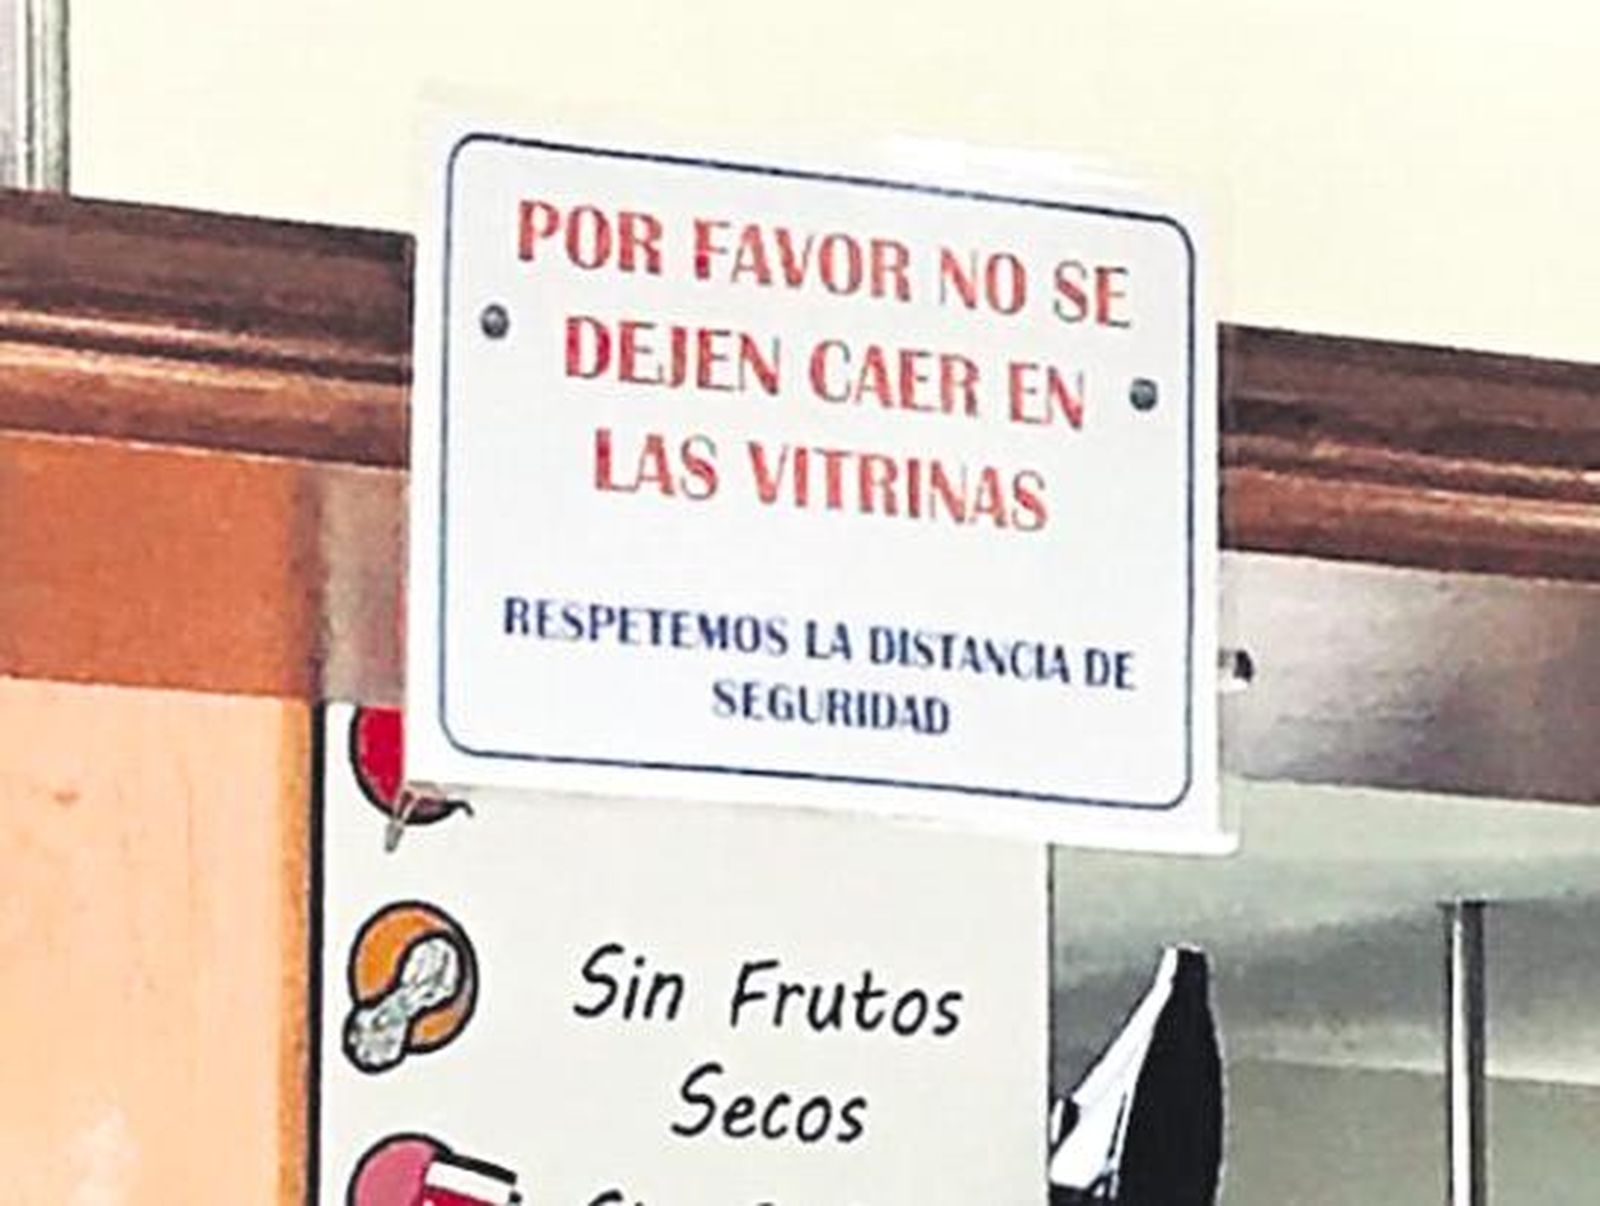 POR FAVOR NO SE
DEJEN CAER EN
LAS VITRINAS
RESPETEMOS LA DISTANCIA DE
SEGURIDAD
Sin Frutos
Secos